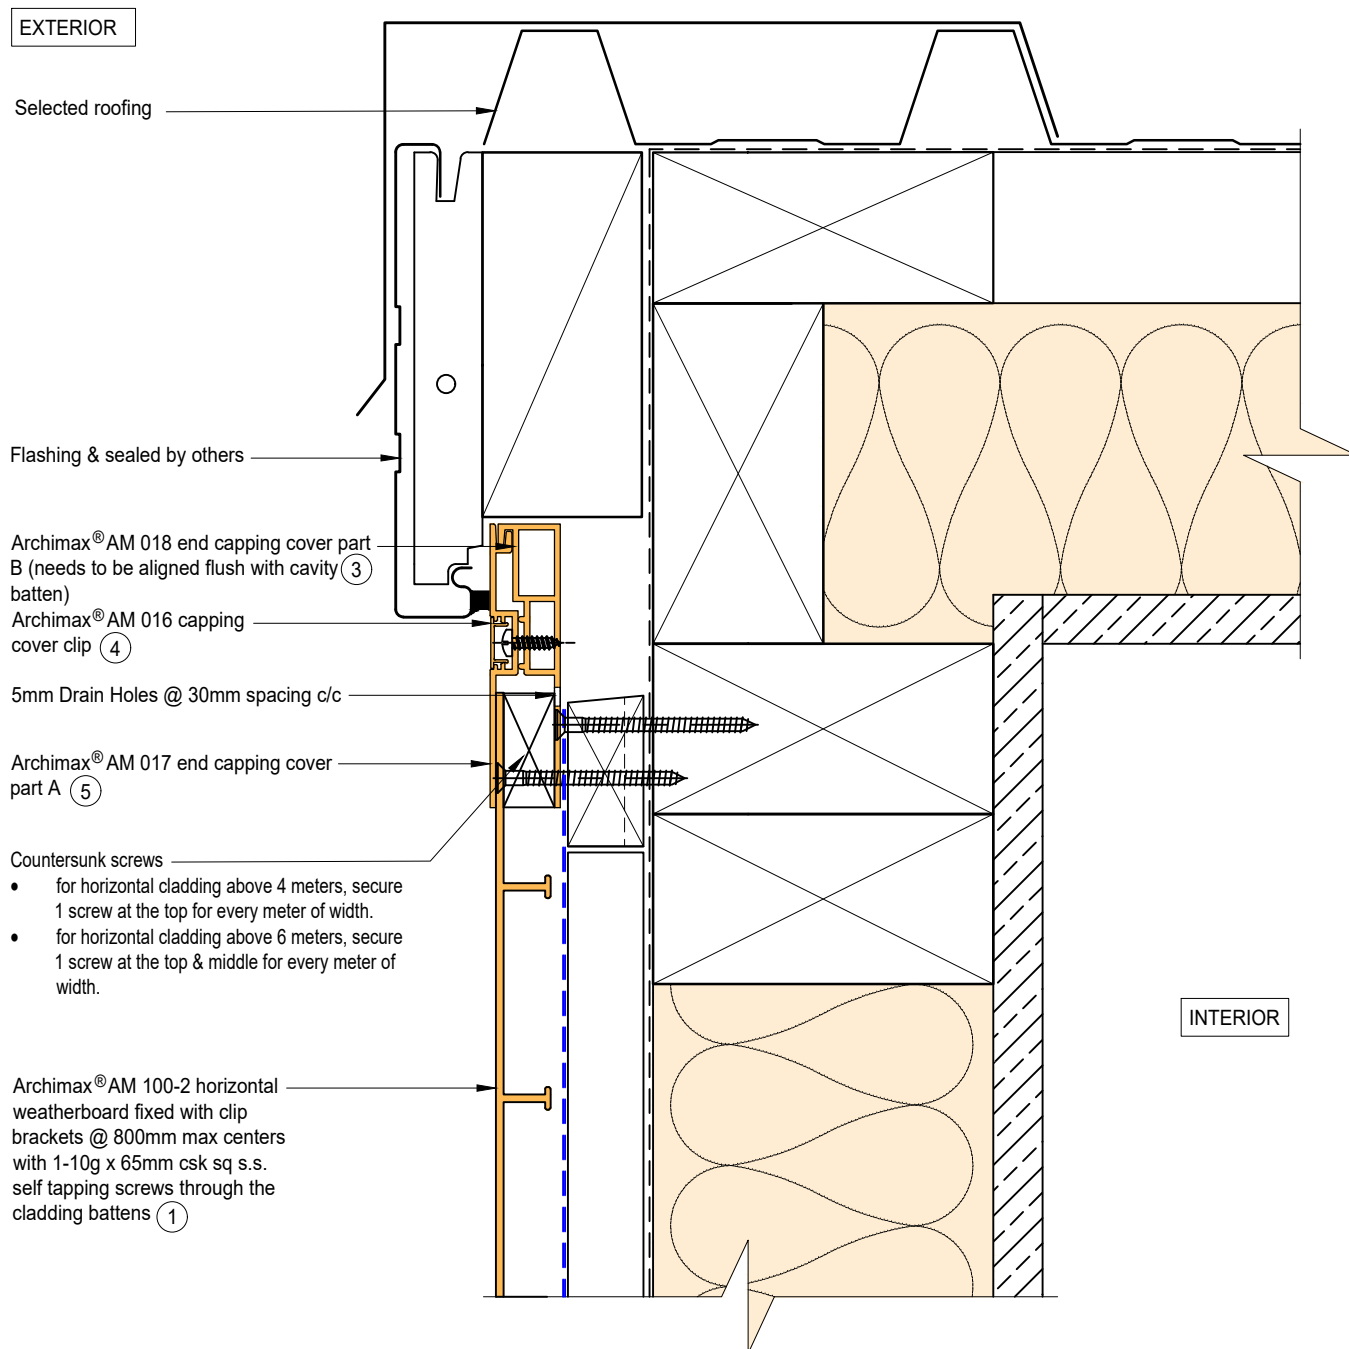 EXTERIOR
Selected roofing
Flashing & sealed by others
Archimax® AM 018 end capping cover part
B (needs to be aligned flush with cavity 3
batten)
Archimax® AM 016 capping
cover clip 4
5mm Drain Holes @ 30mm spacing c/c
Archimax® AM 017 end capping cover
part A 5
Countersunk screws
• for horizontal cladding above 4 meters, secure
1 screw at the top for every meter of width.
• for horizontal cladding above 6 meters, secure
1 screw at the top & middle for every meter of
width.
INTERIOR
Archimax® AM 100-2 horizontal
weatherboard fixed with clip
brackets @ 800mm max centers
with 1-10g x 65mm csk sq s.s.
self tapping screws through the
cladding battens 1